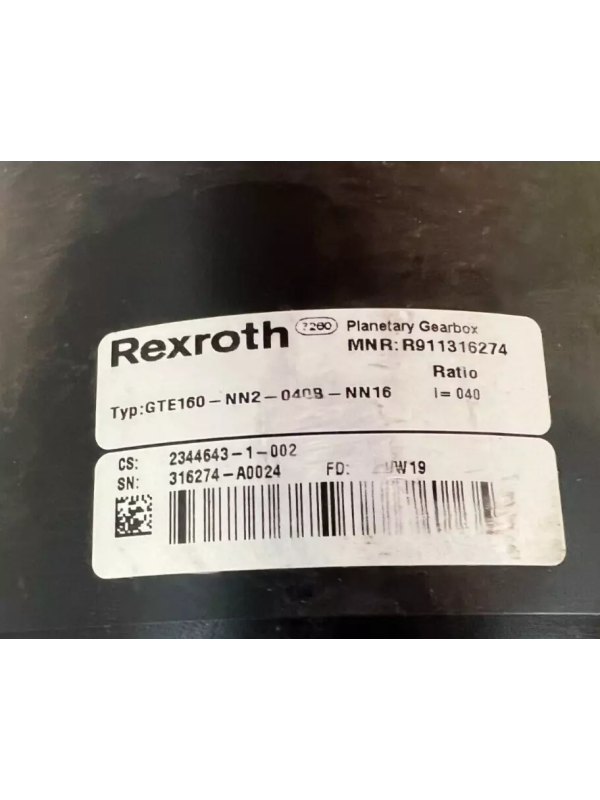 Rexroth 7260 Planetary Gearbox
MNR: R911316274
Ratio
Typ: GTE160-NN2-040B-NN16 i= 040
CS: 2344643-1-002
SN: 316274-A0024 FD: